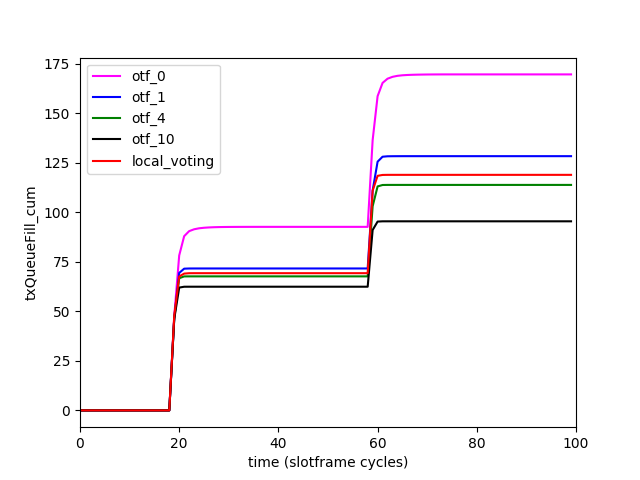 175
150
125
100
75
50
25
0
txQueueFill_cum
otf_0
otf_1
otf_4
otf_10
local_voting
0
20
40
60
80
100
time (slotframe cycles)